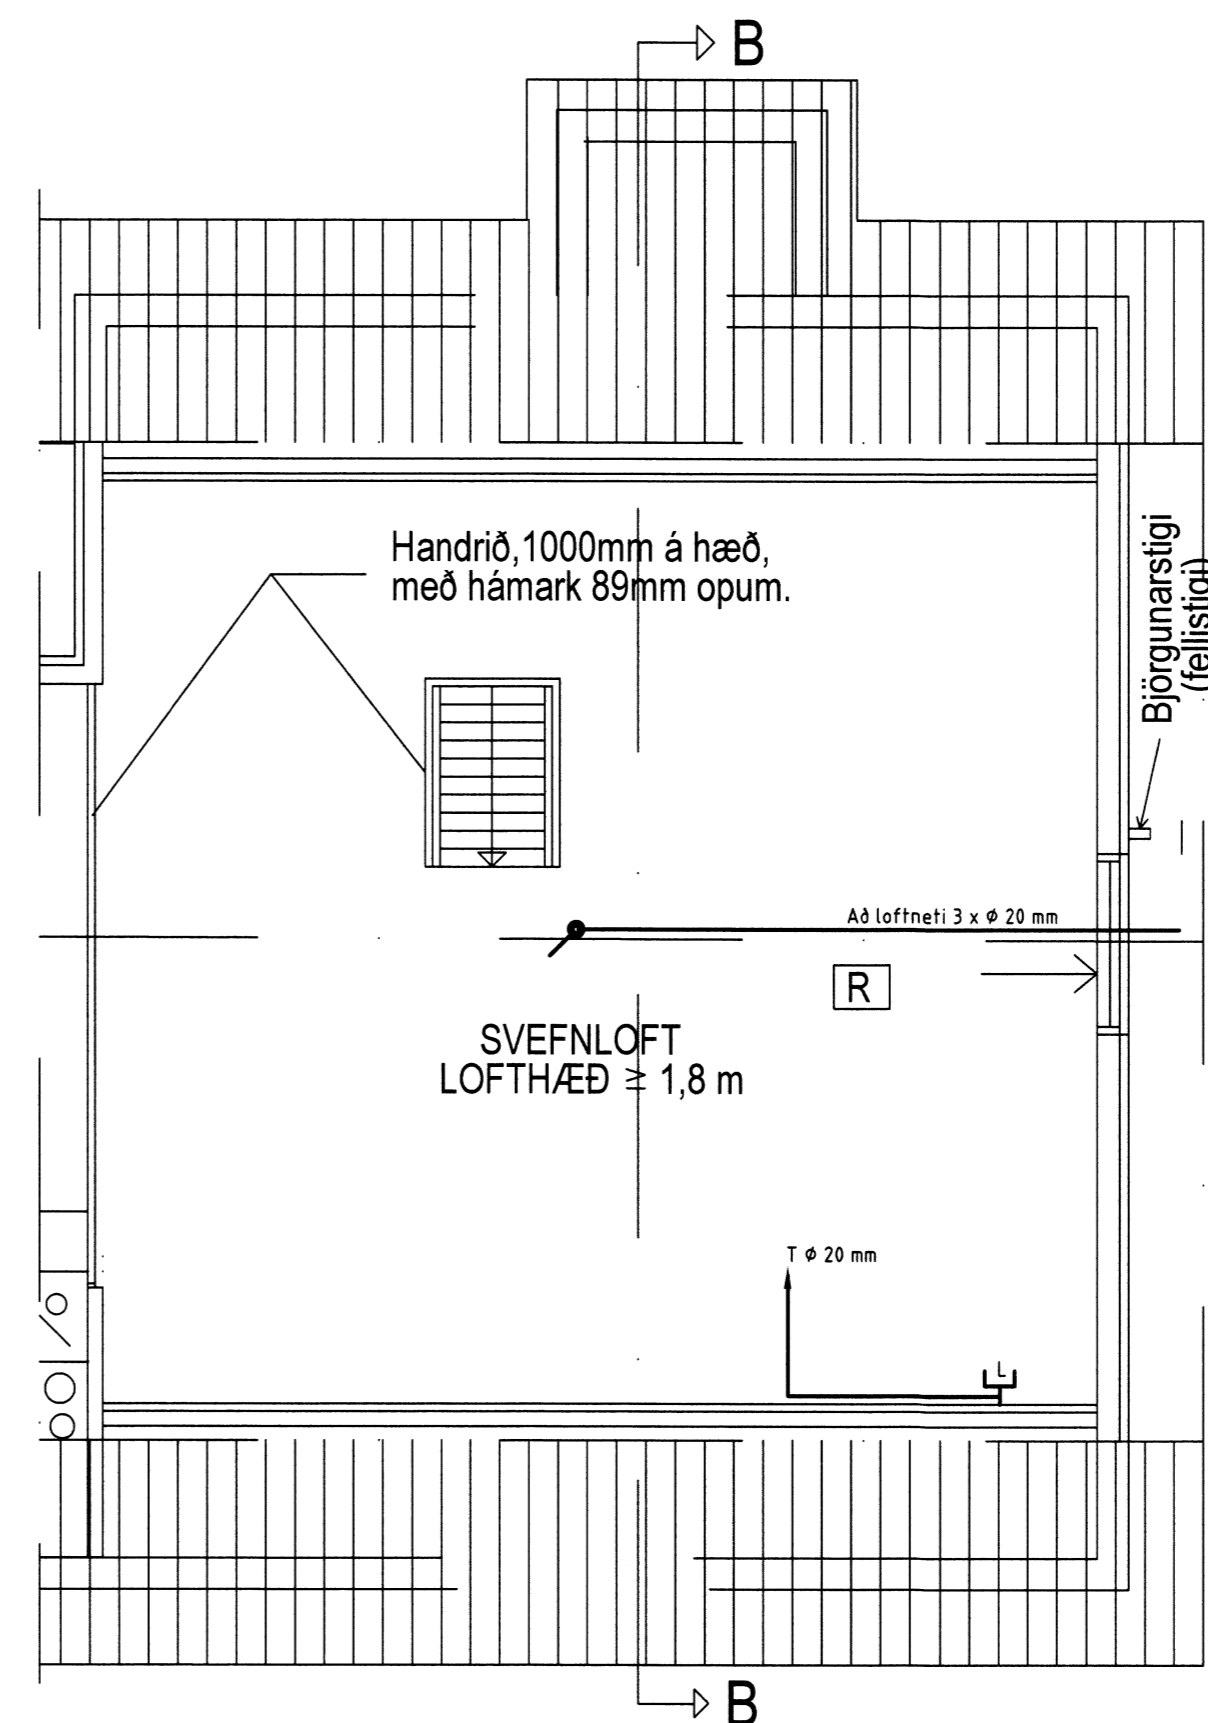 B
Handrið,1000mm á hæð,
með hámark 89mm opum.
Björgunarstigi
(fellistigi)
Að loftneti 3 x ø 20 mm
R
SVEFNLOFT
LOFTHÆÐ ≥ 1,8 m
T ø 20 mm
L
B